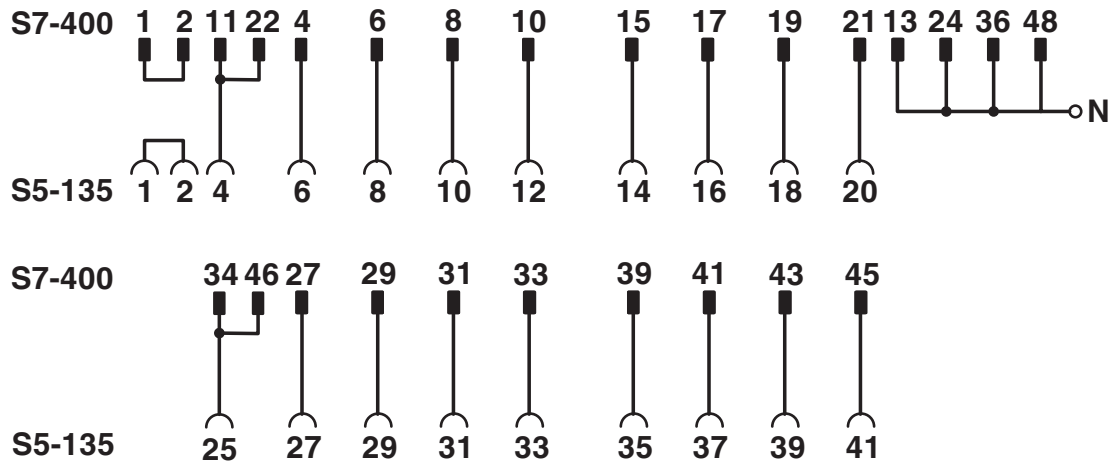 S7-400 1 2 11 22 4 6 8 10 15 17 19 21 13 24 36 48
N
S5-135 1 2 4 6 8 10 12 14 16 18 20
S7-400 34 46 27 29 31 33 39 41 43 45
S5-135 25 27 29 31 33 35 37 39 41